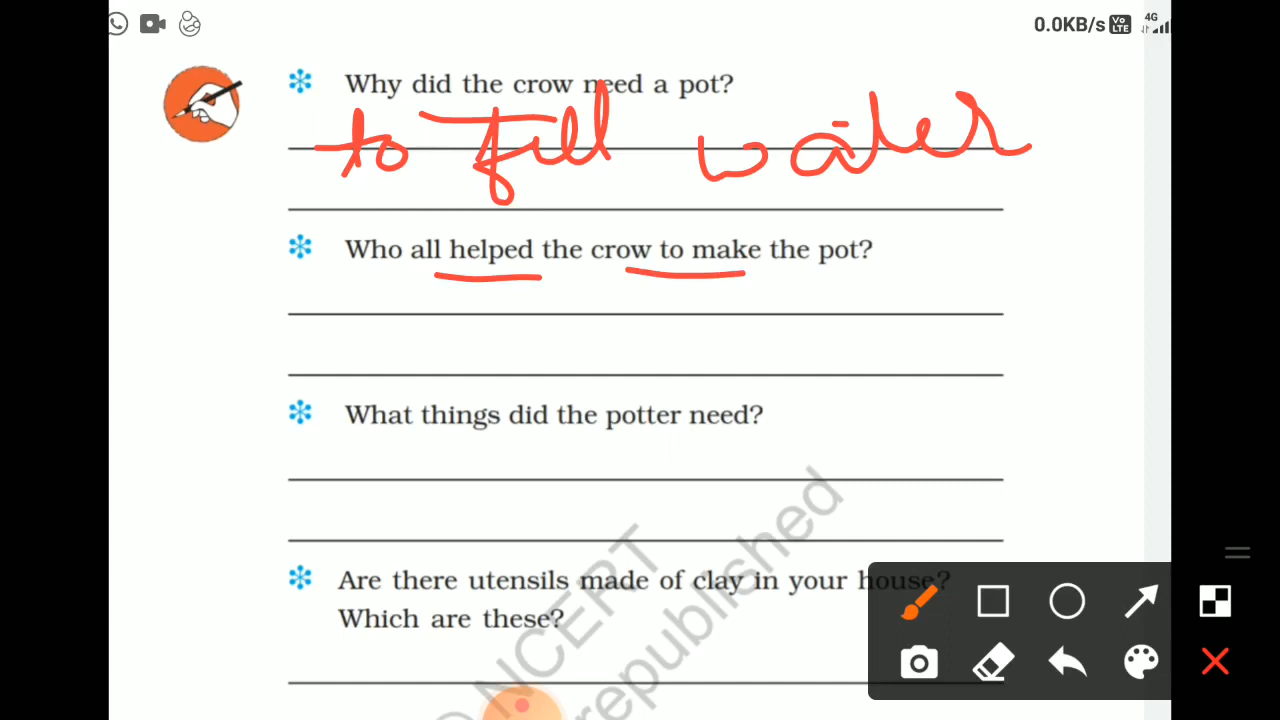 0.0KB/s Vo LTE 4G
Why did the crow need a pot?
to fill water
Who all helped the crow to make the pot?
What things did the potter need?
Are there utensils made of clay in your house?
Which are these?
© NCERT
republished